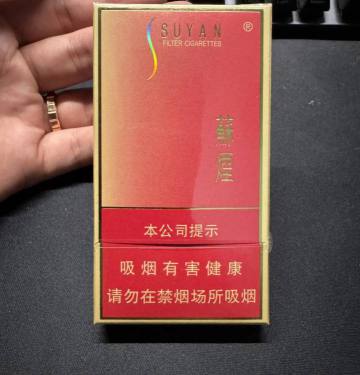 SUYAN ®
FILTER CIGARETTES
蘇
煙
本公司提示
吸烟有害健康
请勿在禁烟场所吸烟